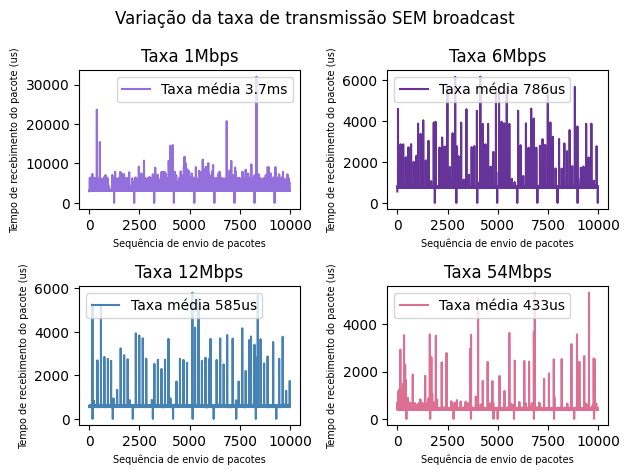 Variação da taxa de transmissão SEM broadcast
Taxa 1Mbps
Tempo de recebimento do pacote (us)
30000
20000
10000
0
Taxa média 3.7ms
0 2500 5000 7500 10000
Sequência de envio de pacotes
Taxa 6Mbps
Tempo de recebimento do pacote (us)
6000
4000
2000
0
Taxa média 786us
0 2500 5000 7500 10000
Sequência de envio de pacotes
Taxa 12Mbps
Tempo de recebimento do pacote (us)
6000
4000
2000
0
Taxa média 585us
0 2500 5000 7500 10000
Sequência de envio de pacotes
Taxa 54Mbps
Tempo de recebimento do pacote (us)
4000
2000
0
Taxa média 433us
0 2500 5000 7500 10000
Sequência de envio de pacotes